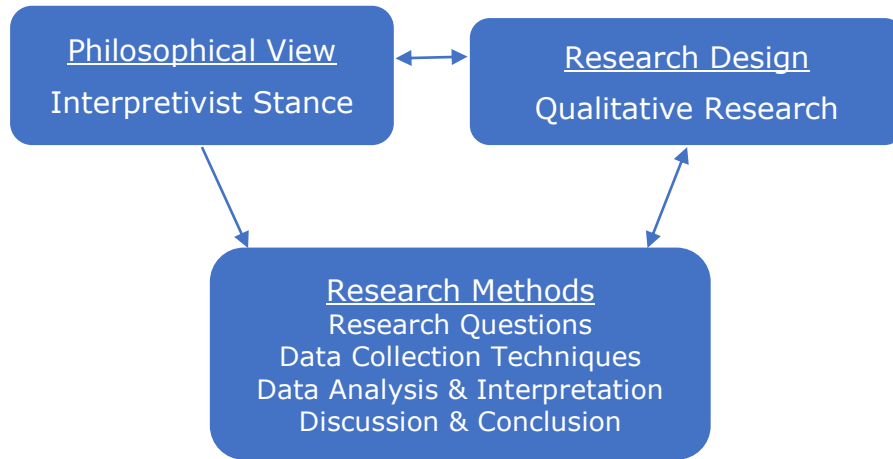 Philosophical View
Interpretivist Stance
Research Design
Qualitative Research
Research Methods
Research Questions
Data Collection Techniques
Data Analysis & Interpretation
Discussion & Conclusion